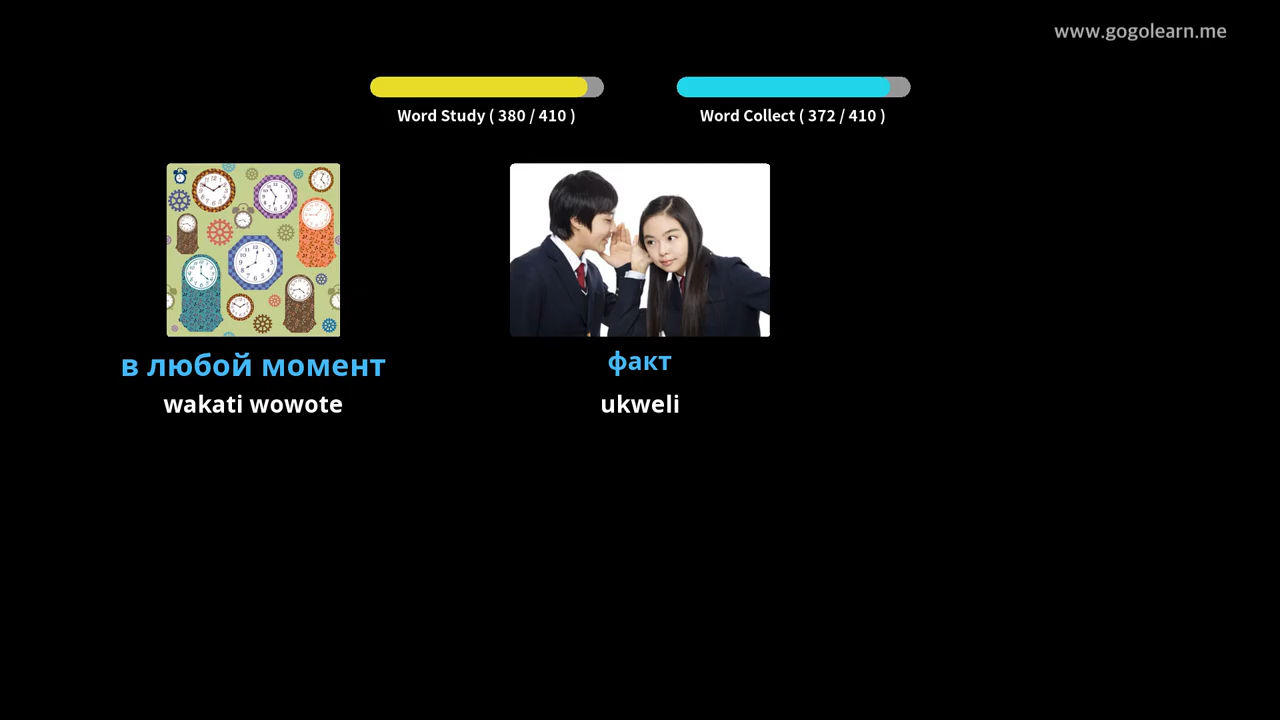 www.gogolearn.me
Word Study ( 380 / 410 )
Word Collect ( 372 / 410 )
в любой момент
wakati wowote
факт
ukweli